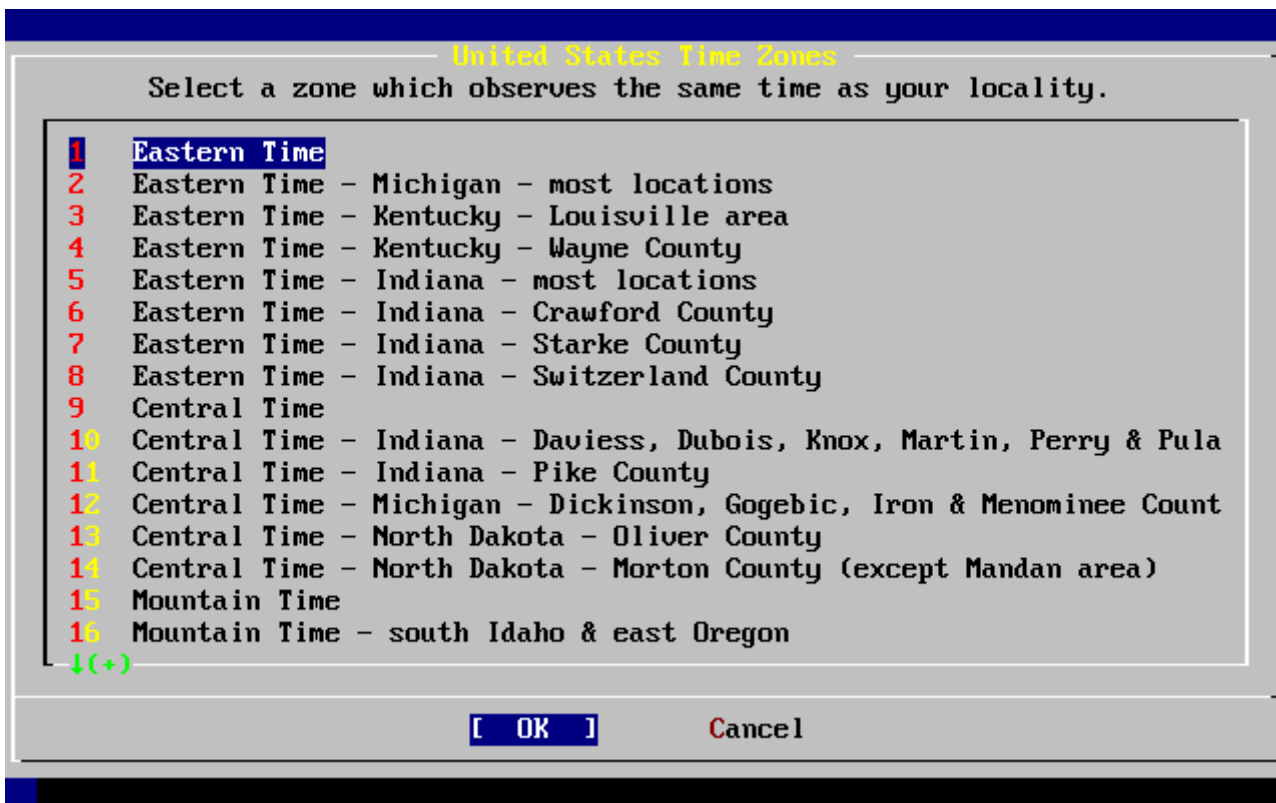 United States Time Zones
Select a zone which observes the same time as your locality.
1 Eastern Time
2 Eastern Time - Michigan - most locations
3 Eastern Time - Kentucky - Louisville area
4 Eastern Time - Kentucky - Wayne County
5 Eastern Time - Indiana - most locations
6 Eastern Time - Indiana - Crawford County
7 Eastern Time - Indiana - Starke County
8 Eastern Time - Indiana - Switzerland County
9 Central Time
10 Central Time - Indiana - Daviess, Dubois, Knox, Martin, Perry & Pula
11 Central Time - Indiana - Pike County
12 Central Time - Michigan - Dickinson, Gogebic, Iron & Menominee Count
13 Central Time - North Dakota - Oliver County
14 Central Time - North Dakota - Morton County (except Mandan area)
15 Mountain Time
16 Mountain Time - south Idaho & east Oregon
↓(+)
[ OK ] Cancel